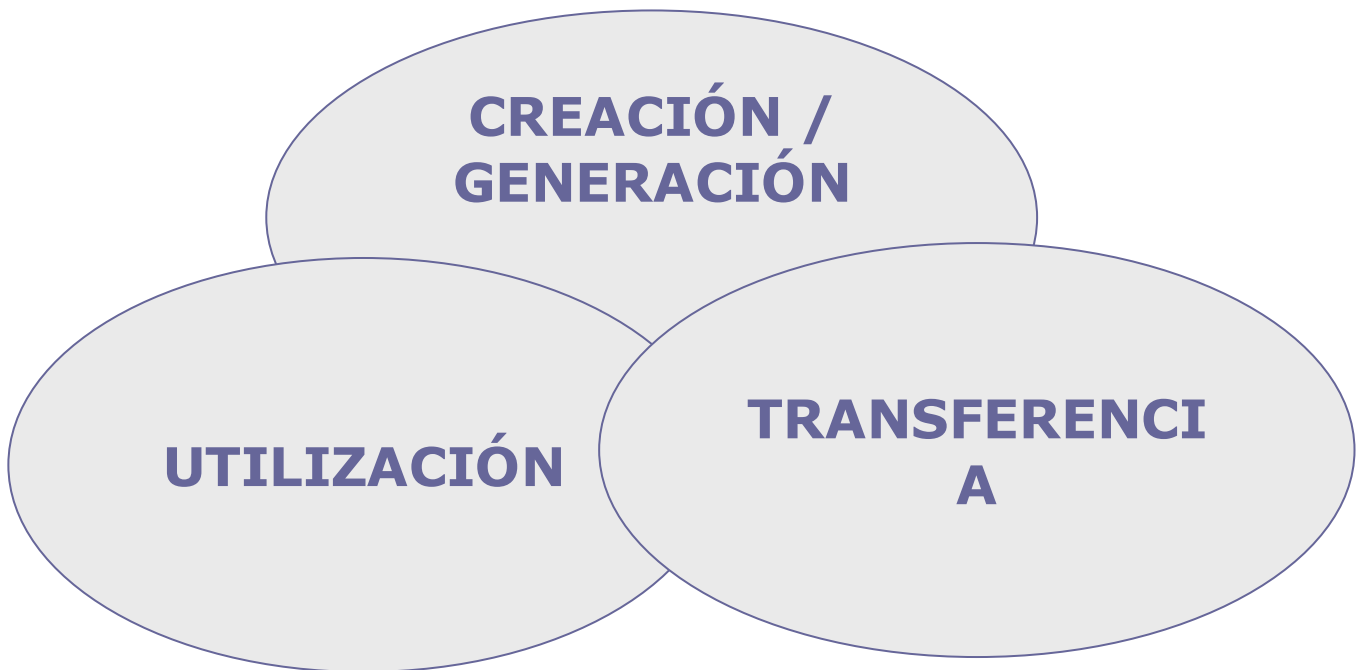 CREACIÓN /
GENERACIÓN
UTILIZACIÓN
TRANSFERENCI
A